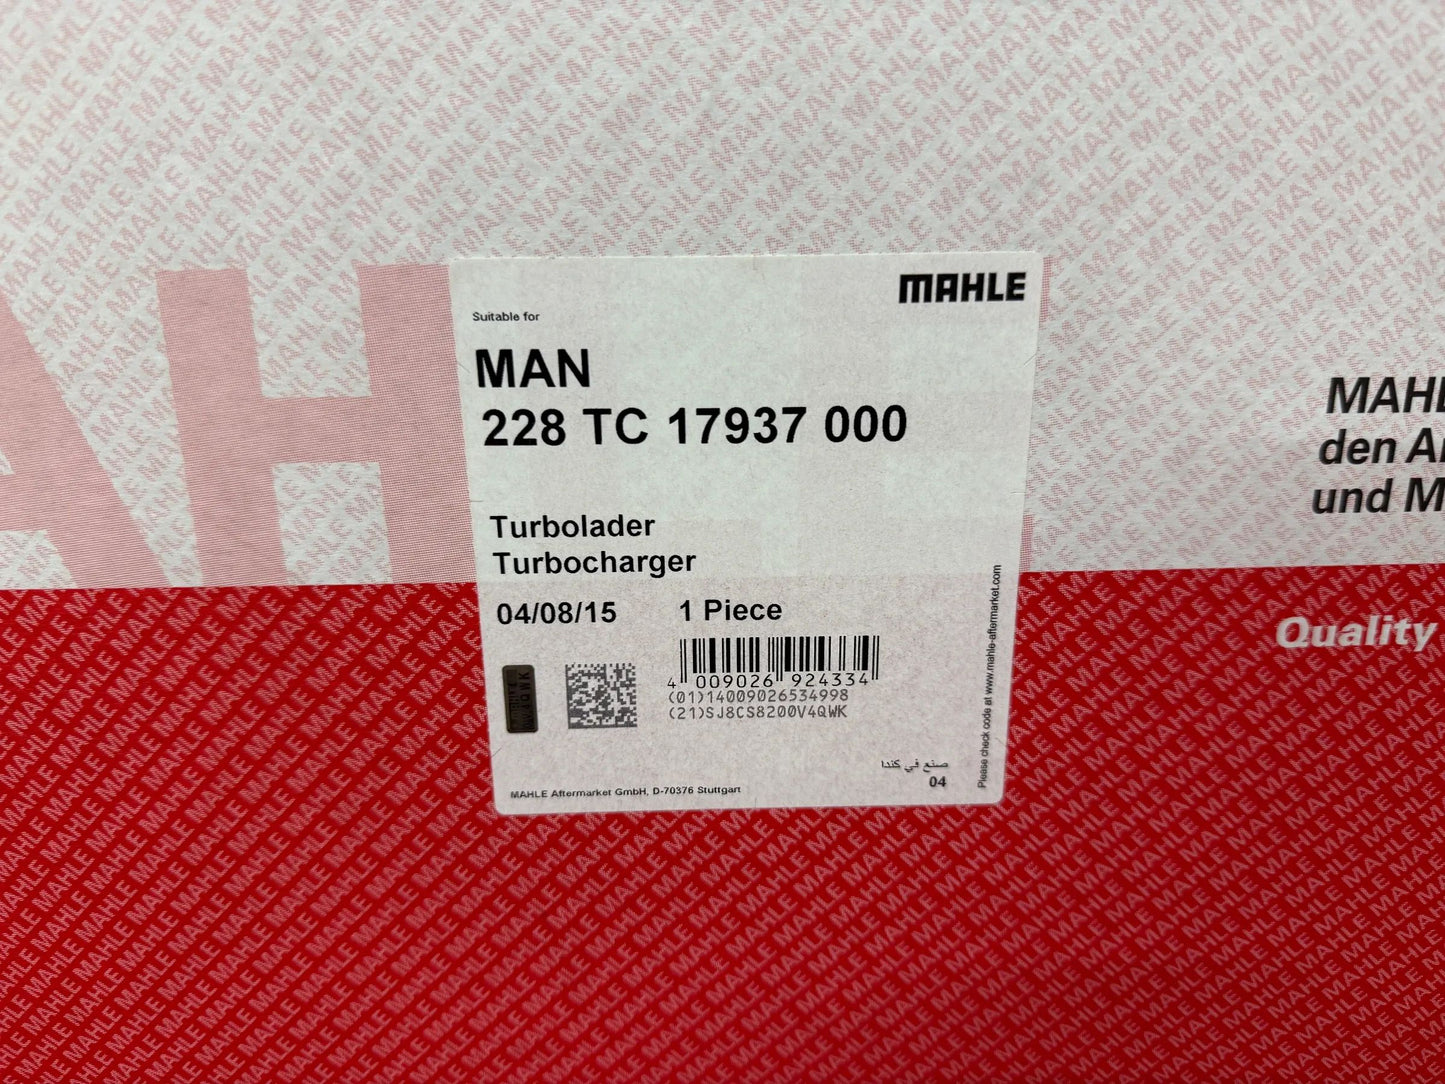 MAHLE
Suitable for
MAN
228 TC 17937 000
Turbolader
Turbocharger
04/08/15 1 Piece
4 009026 924334
(01)14009026534998
(21)SJ8CS8200V4QWK
صنع في كندا
04
MAHLE Aftermarket GmbH, D-70376 Stuttgart
Please check code at www.mahle-aftermarket.com
MAHL
den A
und M
Quality